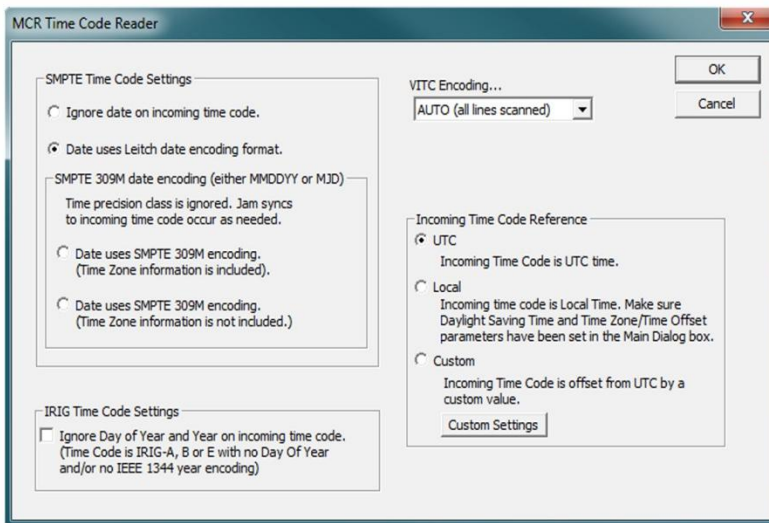 MCR Time Code Reader
SMPTE Time Code Settings
Ignore date on incoming time code.
Date uses Leitch date encoding format.
SMPTE 309M date encoding (either MMDDYY or MJD)
Time precision class is ignored. Jam syncs
to incoming time code occur as needed.
Date uses SMPTE 309M encoding.
(Time Zone information is included).
Date uses SMPTE 309M encoding.
(Time Zone information is not included.)
IRIG Time Code Settings
Ignore Day of Year and Year on incoming time code.
(Time Code is IRIG-A, B or E with no Day Of Year
and/or no IEEE 1344 year encoding)
VITC Encoding...
AUTO (all lines scanned)
OK
Cancel
Incoming Time Code Reference
UTC
Incoming Time Code is UTC time.
Local
Incoming time code is Local Time. Make sure
Daylight Saving Time and Time Zone/Time Offset
parameters have been set in the Main Dialog box.
Custom
Incoming Time Code is offset from UTC by a
custom value.
Custom Settings